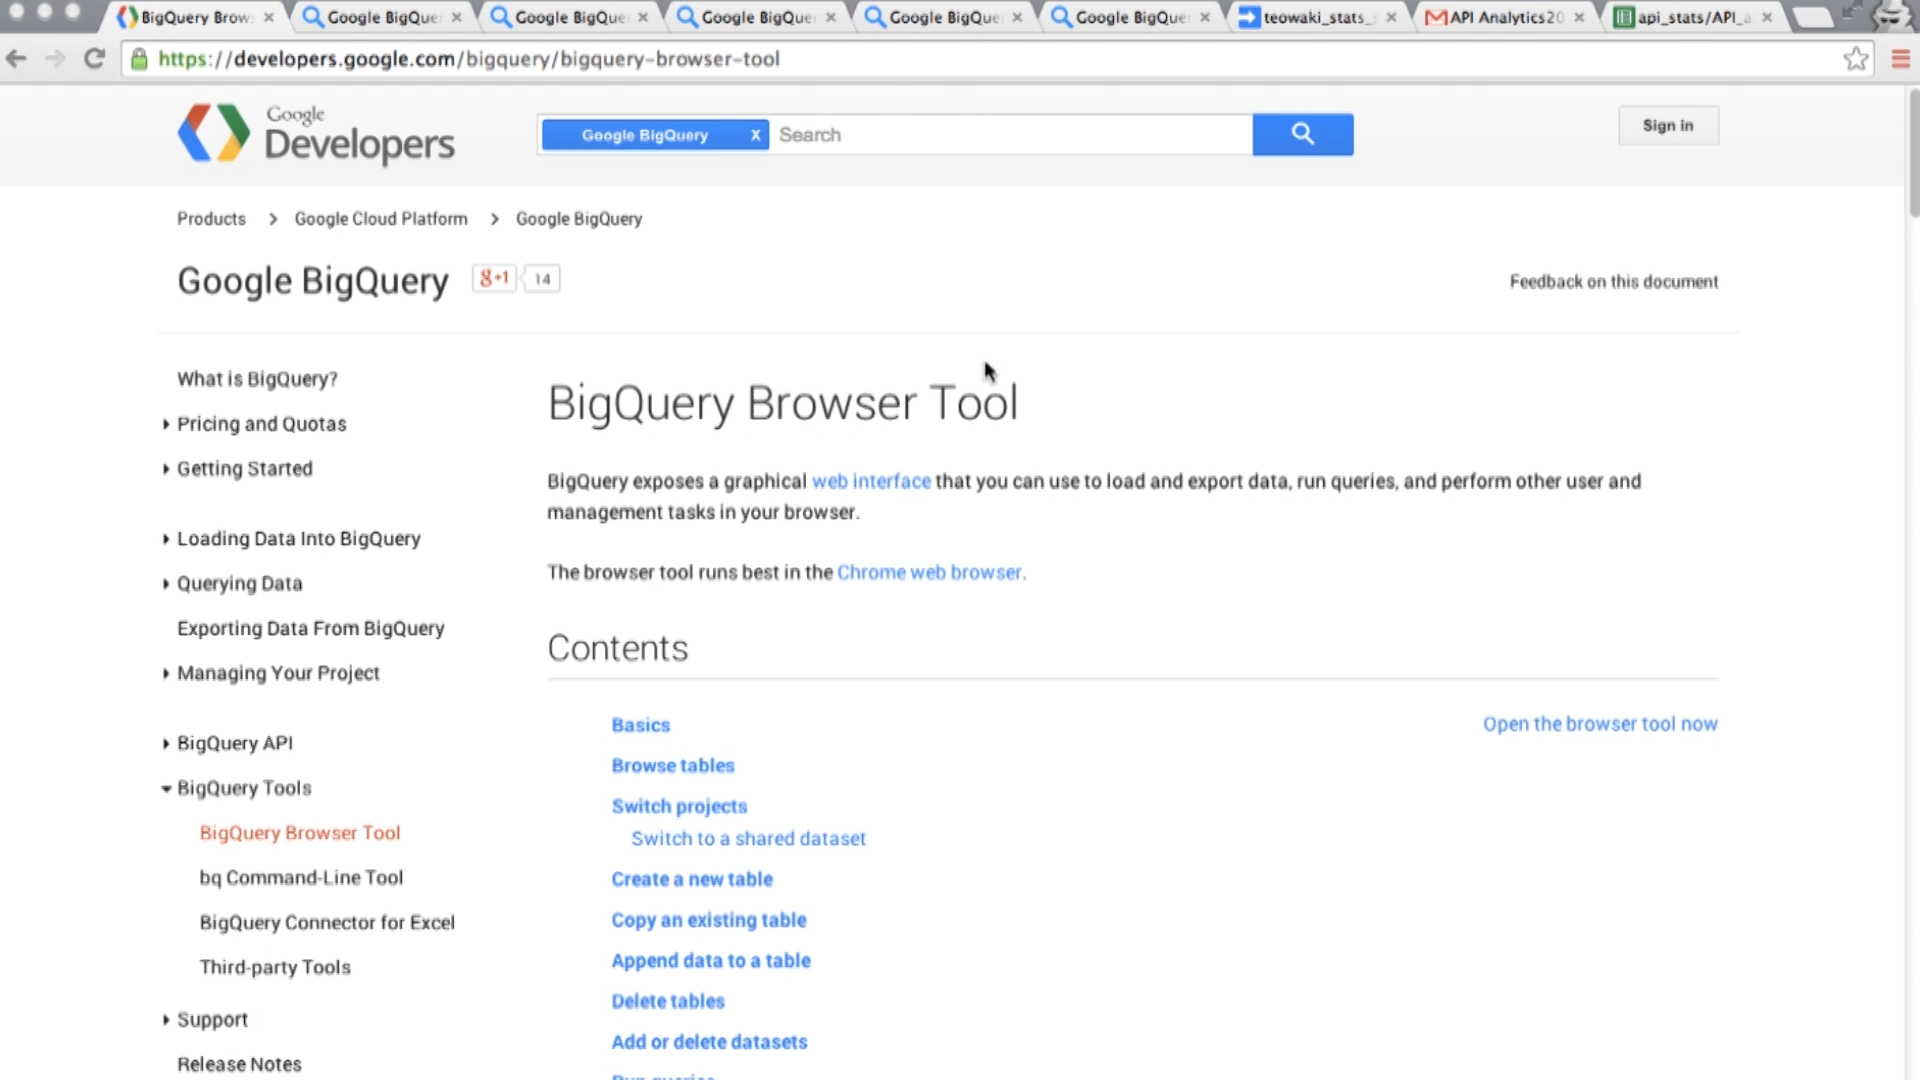 BigQuery Brows
Google BigQue
Google BigQue
Google BigQue
Google BigQue
Google BigQue
teowaki_stats_
API Analytics20
api_stats/API_a
https://developers.google.com/bigquery/bigquery-browser-tool
Google
Developers
Google BigQuery x
Search
Sign in
Products > Google Cloud Platform > Google BigQuery
Google BigQuery
g+1
14
Feedback on this document
What is BigQuery?
Pricing and Quotas
Getting Started
Loading Data Into BigQuery
Querying Data
Exporting Data From BigQuery
Managing Your Project
BigQuery API
BigQuery Tools
BigQuery Browser Tool
bq Command-Line Tool
BigQuery Connector for Excel
Third-party Tools
Support
Release Notes
BigQuery Browser Tool
BigQuery exposes a graphical web interface that you can use to load and export data, run queries, and perform other user and
management tasks in your browser.
The browser tool runs best in the Chrome web browser.
Contents
Open the browser tool now
Basics
Browse tables
Switch projects
Switch to a shared dataset
Create a new table
Copy an existing table
Append data to a table
Delete tables
Add or delete datasets
Run queries